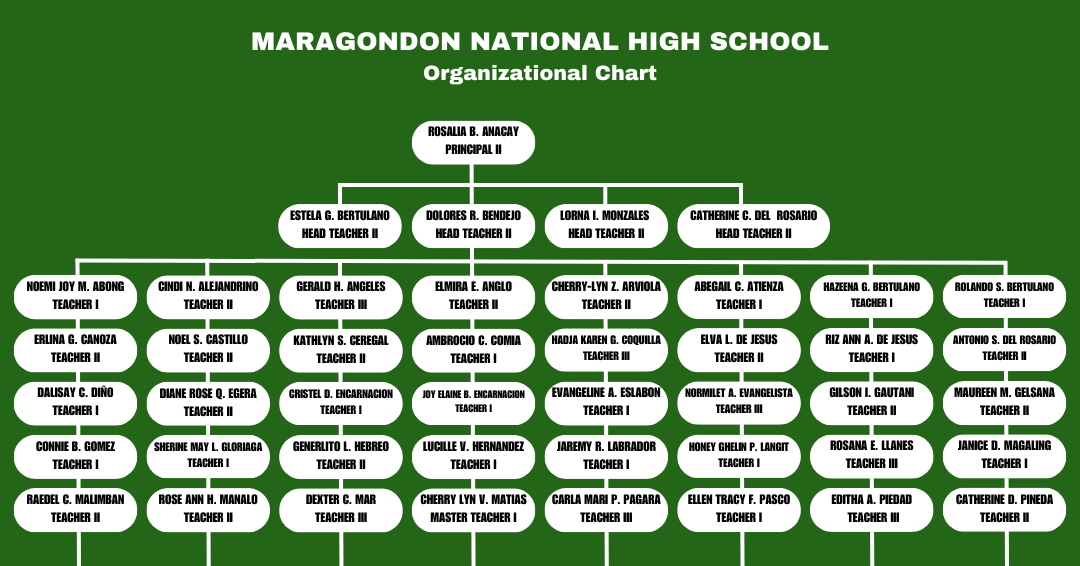 MARAGONDON NATIONAL HIGH SCHOOL
Organizational Chart
ROSALIA B. ANACAY
PRINCIPAL II
ESTELA G. BERTULANO
HEAD TEACHER II
DOLORES R. BENDEJO
HEAD TEACHER II
LORNA I. MONZALES
HEAD TEACHER II
CATHERINE C. DEL ROSARIO
HEAD TEACHER II
NOEMI JOY M. ABONG
TEACHER I
CINDI N. ALEJANDRINO
TEACHER II
GERALD H. ANGELES
TEACHER III
ELMIRA E. ANGLO
TEACHER II
CHERRY-LYN Z. ARVIOLA
TEACHER II
ABEGAIL C. ATIENZA
TEACHER I
HAZEENA G. BERTULANO
TEACHER I
ROLANDO S. BERTULANO
TEACHER I
ERLINA G. CANOZA
TEACHER II
NOEL S. CASTILLO
TEACHER II
KATHLYN S. CEREGAL
TEACHER II
AMBROCIO C. COMIA
TEACHER I
HADJA KAREN G. COQUILLA
TEACHER III
ELVA L. DE JESUS
TEACHER II
RIZ ANN A. DE JESUS
TEACHER I
ANTONIO S. DEL ROSARIO
TEACHER II
DALISAY C. DIÑO
TEACHER I
DIANE ROSE Q. EGERA
TEACHER II
CRISTEL D. ENCARNACION
TEACHER I
JOY ELAINE B. ENCARNACION
TEACHER I
EVANGELINE A. ESLABON
TEACHER I
NORMILET A. EVANGELISTA
TEACHER III
GILSON I. GAUTANI
TEACHER II
MAUREEN M. GELSANA
TEACHER II
CONNIE B. GOMEZ
TEACHER I
SHERINE MAY L. GLORIAGA
TEACHER I
GENERLITO L. HEBREO
TEACHER II
LUCILLE V. HERNANDEZ
TEACHER I
JAREMY R. LABRADOR
TEACHER I
HONEY GHELIN P. LANGIT
TEACHER I
ROSANA E. LLANES
TEACHER III
JANICE D. MAGALING
TEACHER I
RAEDEL C. MALIMBAN
TEACHER II
ROSE ANN H. MANALO
TEACHER II
DEXTER C. MAR
TEACHER III
CHERRY LYN V. MATIAS
MASTER TEACHER I
CARLA MARI P. PAGARA
TEACHER III
ELLEN TRACY F. PASCO
TEACHER I
EDITHA A. PIEDAD
TEACHER III
CATHERINE D. PINEDA
TEACHER II